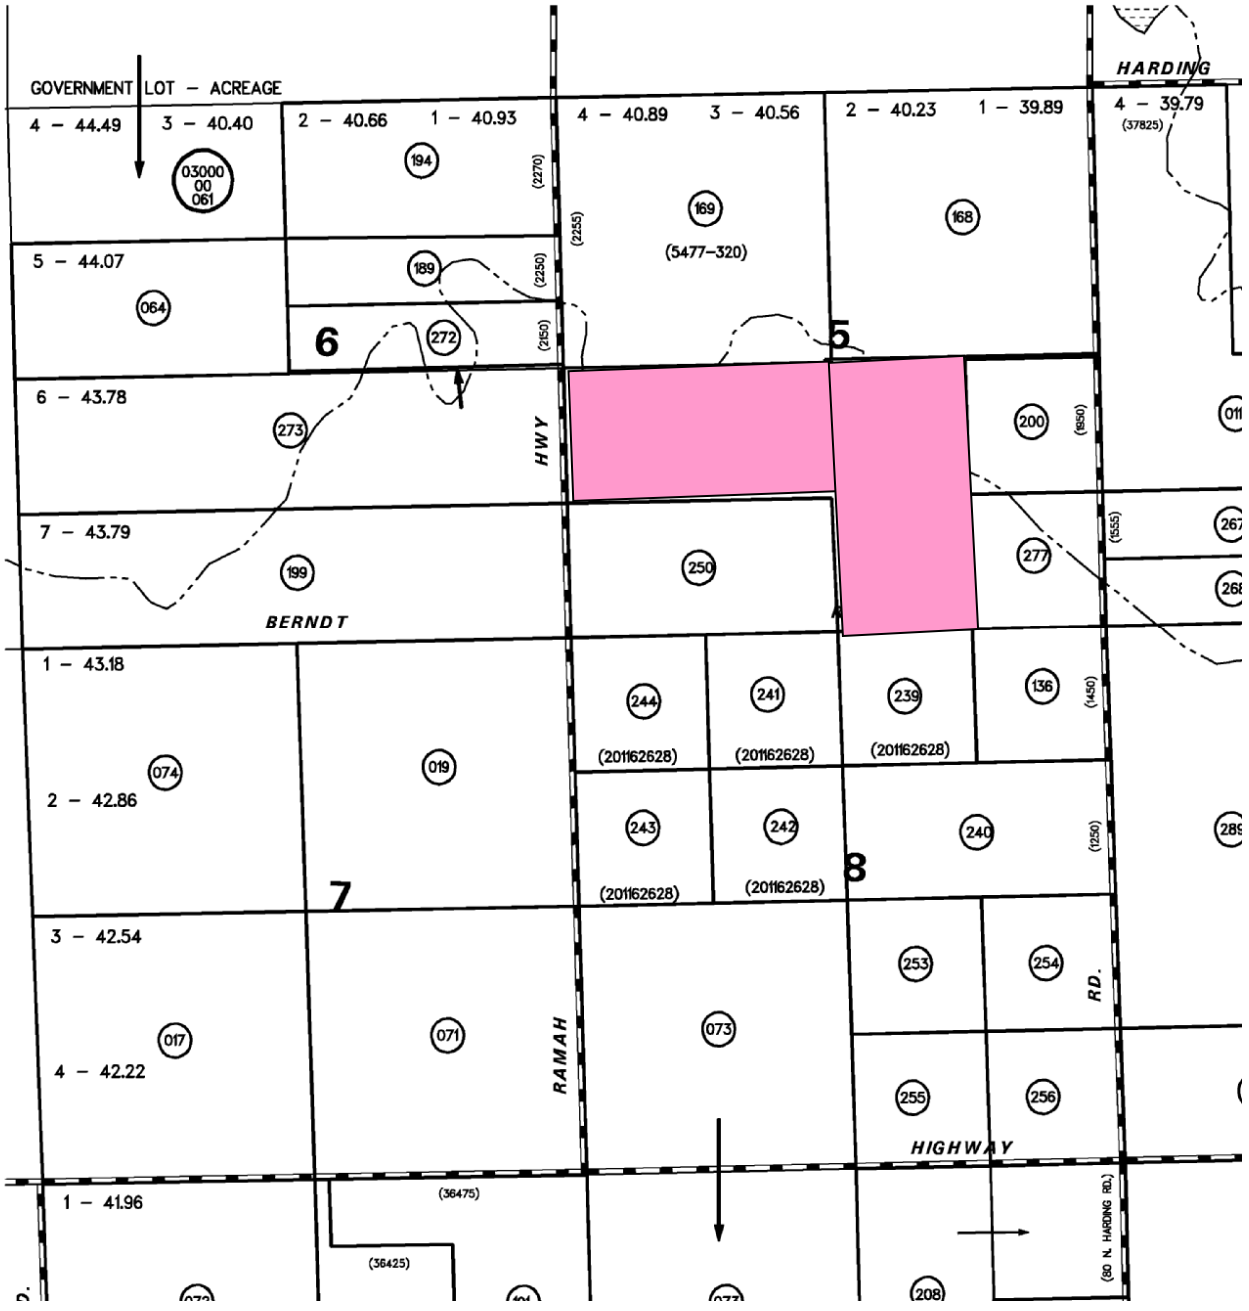 HARDING
GOVERNMENT LOT - ACREAGE
4 - 44.49
3 - 40.40
2 - 40.66
1 - 40.93
4 - 40.89
3 - 40.56
2 - 40.23
1 - 39.89
4 - 39.79
(37825)
03000
00
061
194
(2270)
169
(5477-320)
168
(2255)
5 - 44.07
064
189
(2250)
6
272
(2150)
5
6 - 43.78
273
HWY
200
(1950)
011
7 - 43.79
199
BERNDT
250
277
(1555)
267
268
1 - 43.18
074
019
244
(201162628)
241
(201162628)
239
(201162628)
136
(1450)
2 - 42.86
243
(201162628)
242
(201162628)
240
(1250)
289
7
8
3 - 42.54
017
071
073
253
254
RD.
RAMAH
4 - 42.22
255
256
HIGHWAY
1 - 41.96
(36475)
(36425)
(80 N. HARDING RD.)
208
073